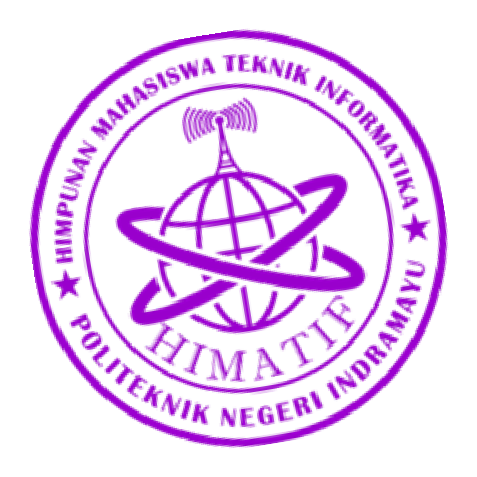 HIMPUNAN MAHASISWA TEKNIK INFORMATIKA
HIMATIF
POLITEKNIK NEGERI INDRAMAYU